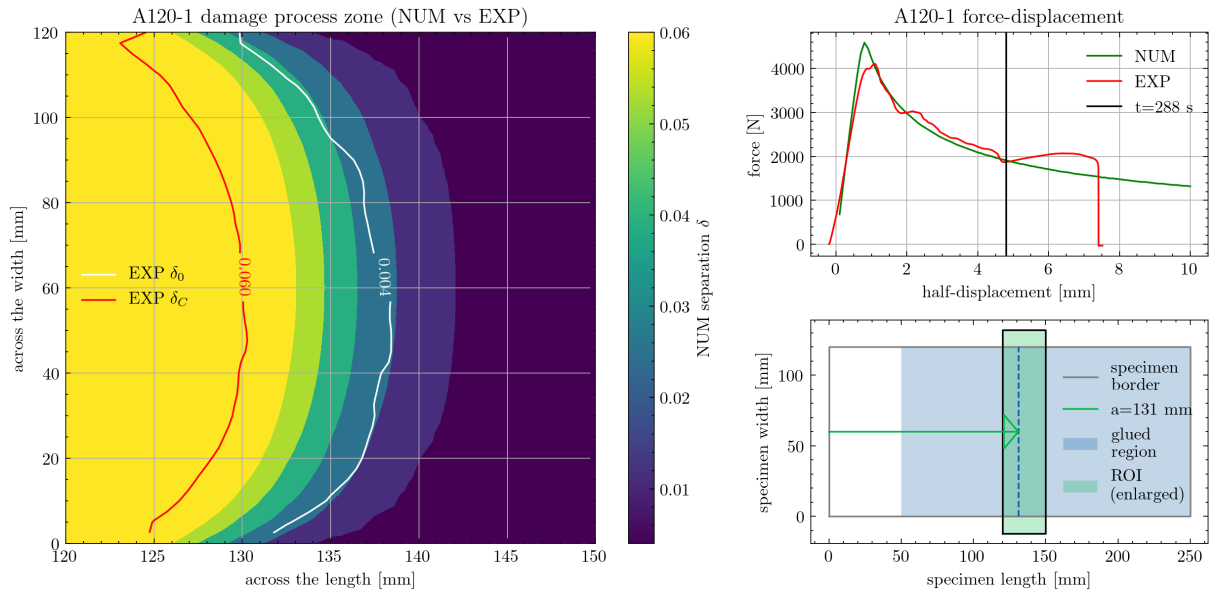 A120-1 damage process zone (NUM vs EXP)
120
100
80
60
40
20
0
across the width [mm]
EXP δ0
EXP δC
0.060
0.004
120
125
130
135
140
145
150
across the length [mm]
0.06
0.05
0.04
0.03
0.02
0.01
NUM separation δ
A120-1 force-displacement
4000
3000
2000
1000
0
force [N]
NUM
EXP
t=288 s
0
2
4
6
8
10
half-displacement [mm]
100
50
0
specimen width [mm]
specimen
border
a=131 mm
glued
region
ROI
(enlarged)
0
50
100
150
200
250
specimen length [mm]